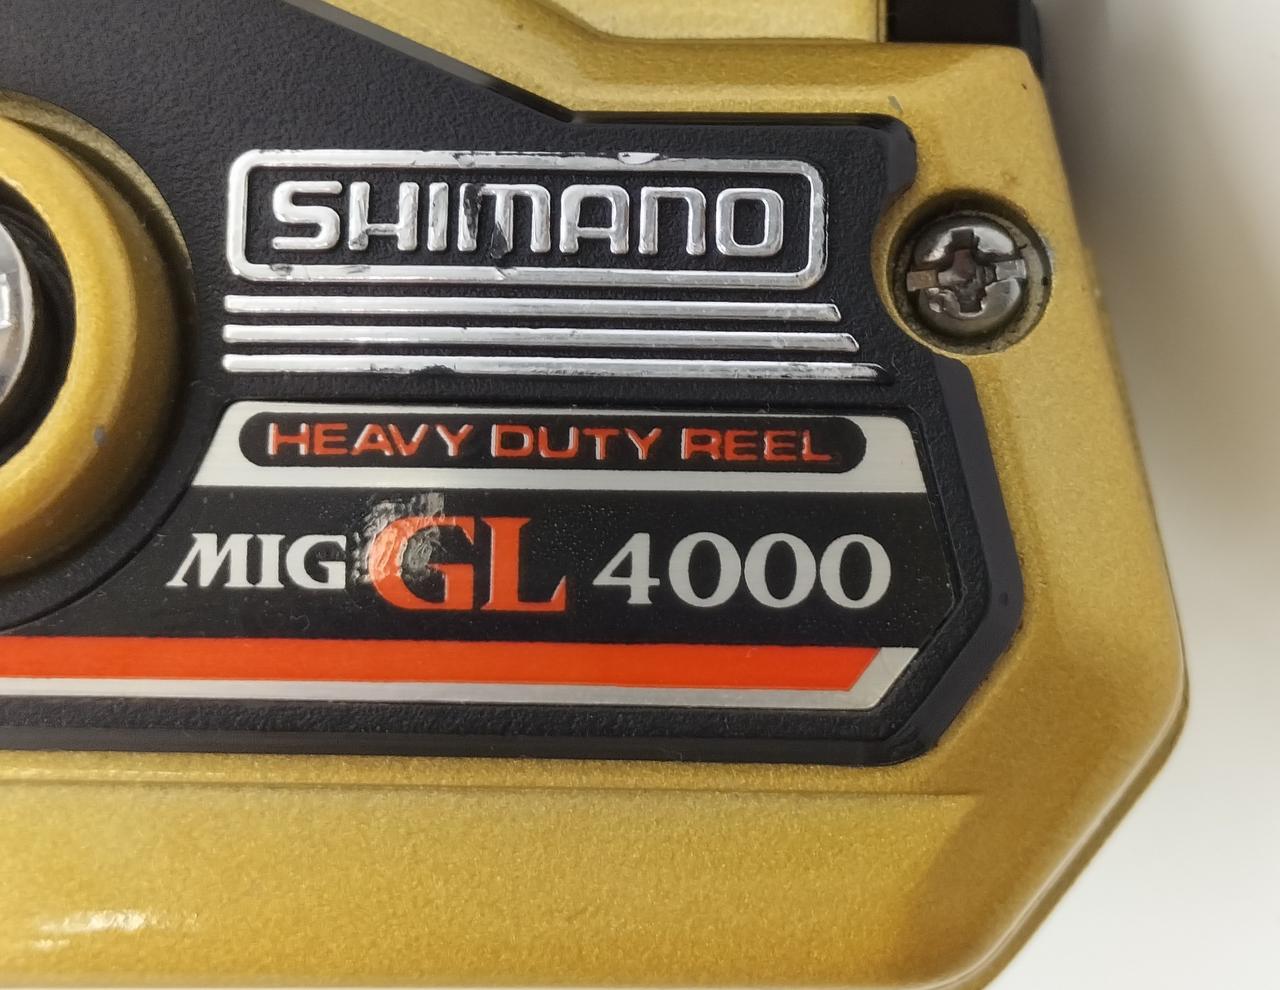 SHIMANO
HEAVY DUTY REEL
MIG GL 4000